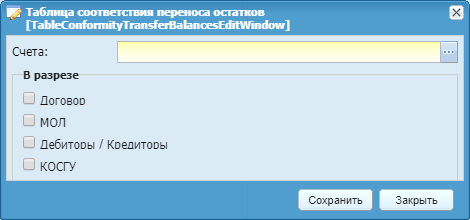 Таблица соответствия переноса остатков
[TableConformityTransferBalancesEditWindow]
Счета:
В разрезе
Договор
МОЛ
Дебиторы / Кредиторы
КОСГУ
Сохранить Закрыть